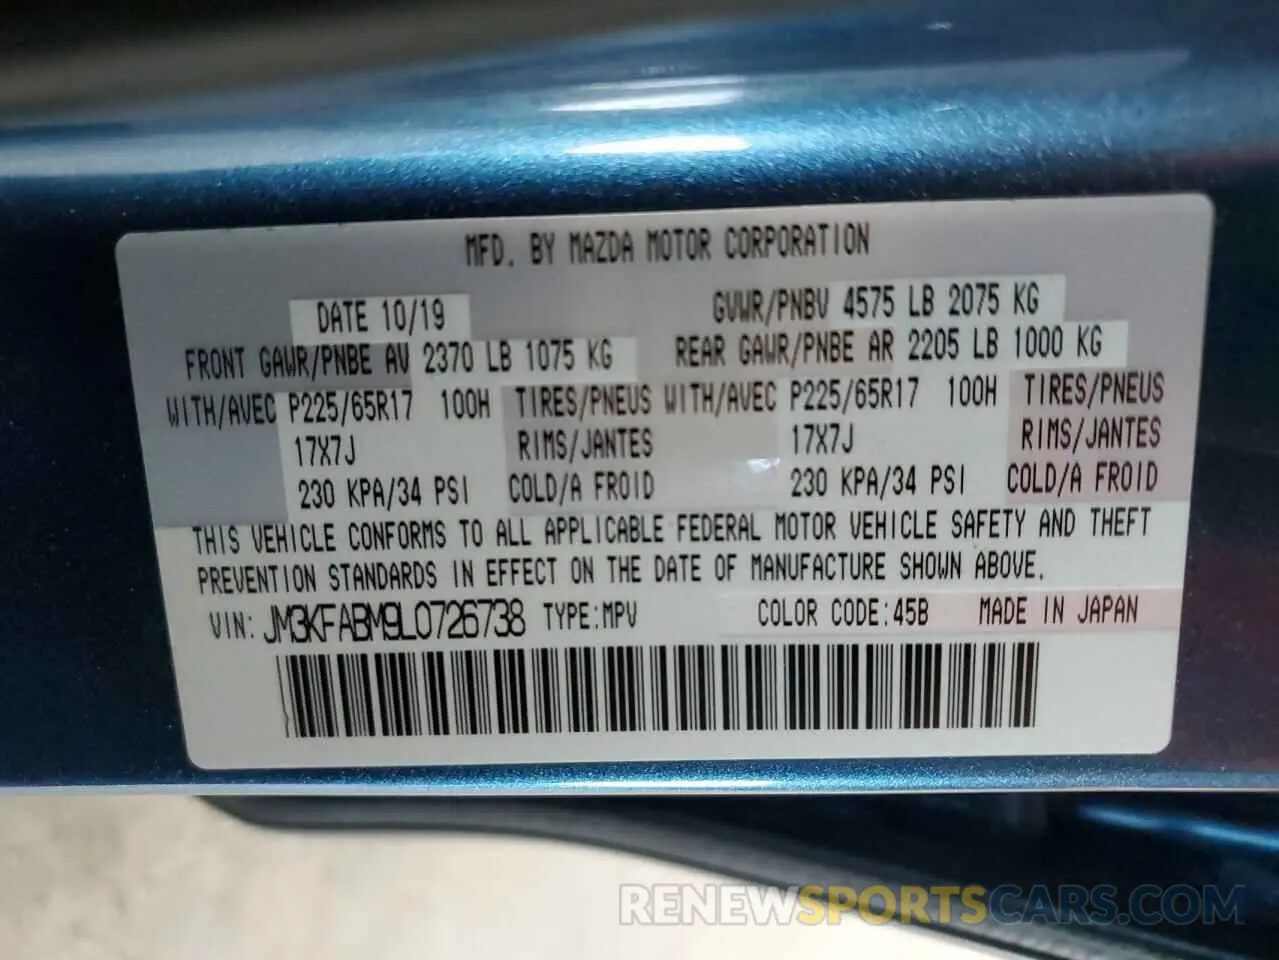 MFD. BY MAZDA MOTOR CORPORATION
DATE 10/19 GVWR/PNBV 4575 LB 2075 KG
FRONT GAWR/PNBE AV 2370 LB 1075 KG REAR GAWR/PNBE AR 2205 LB 1000 KG
WITH/AVEC P225/65R17 100H TIRES/PNEUS WITH/AVEC P225/65R17 100H TIRES/PNEUS
17X7J RIMS/JANTES 17X7J RIMS/JANTES
230 KPA/34 PSI COLD/A FROID 230 KPA/34 PSI COLD/A FROID
THIS VEHICLE CONFORMS TO ALL APPLICABLE FEDERAL MOTOR VEHICLE SAFETY AND THEFT
PREVENTION STANDARDS IN EFFECT ON THE DATE OF MANUFACTURE SHOWN ABOVE.
VIN: JM3KFABM9L0726738 TYPE:MPV COLOR CODE:45B MADE IN JAPAN
RENEWSPORTSCARS.COM